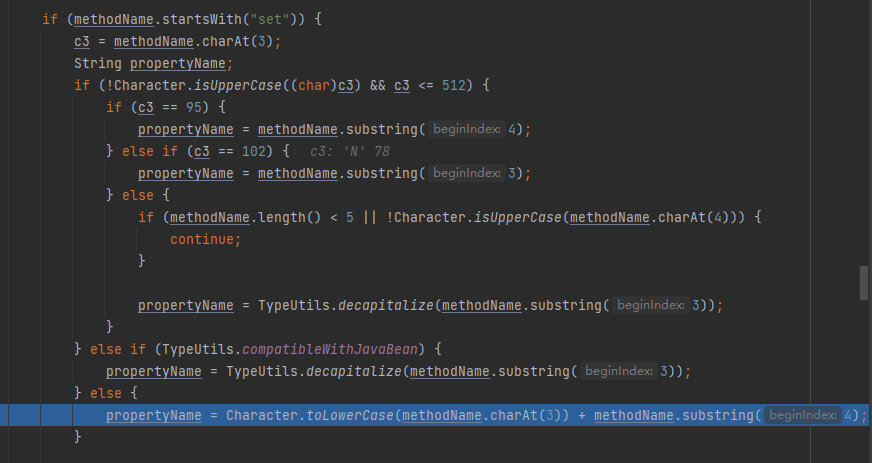 if (methodName.startsWith("set")) {
c3 = methodName.charAt(3);
String propertyName;
if (!Character.isUpperCase((char)c3) && c3 <= 512) {
if (c3 == 95) {
propertyName = methodName.substring( beginIndex: 4);
} else if (c3 == 102) { c3: 'N' 78
propertyName = methodName.substring( beginIndex: 3);
} else {
if (methodName.length() < 5 || !Character.isUpperCase(methodName.charAt(4))) {
continue;
}
propertyName = TypeUtils.decapitalize(methodName.substring( beginIndex: 3));
}
} else if (TypeUtils.compatibleWithJavaBean) {
propertyName = TypeUtils.decapitalize(methodName.substring( beginIndex: 3));
} else {
propertyName = Character.toLowerCase(methodName.charAt(3)) + methodName.substring( beginIndex: 4);
}